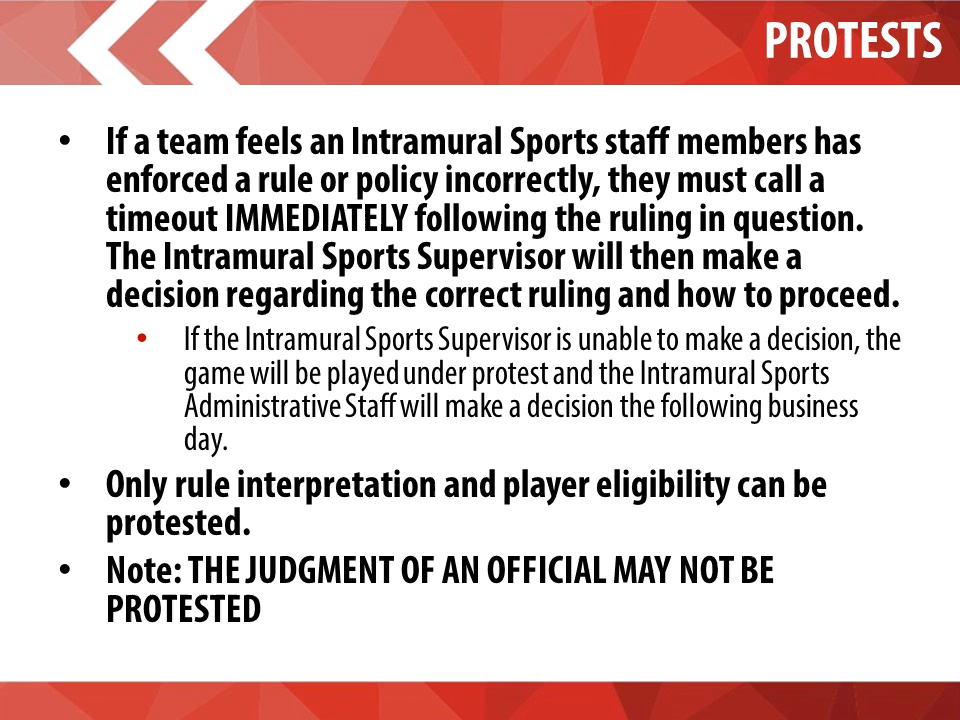 PROTESTS
• If a team feels an Intramural Sports staff members has
enforced a rule or policy incorrectly, they must call a
timeout IMMEDIATELY following the ruling in question.
The Intramural Sports Supervisor will then make a
decision regarding the correct ruling and how to proceed.
• If the Intramural Sports Supervisor is unable to make a decision, the
game will be played under protest and the Intramural Sports
Administrative Staff will make a decision the following business
day.
• Only rule interpretation and player eligibility can be
protested.
• Note: THE JUDGMENT OF AN OFFICIAL MAY NOT BE
PROTESTED